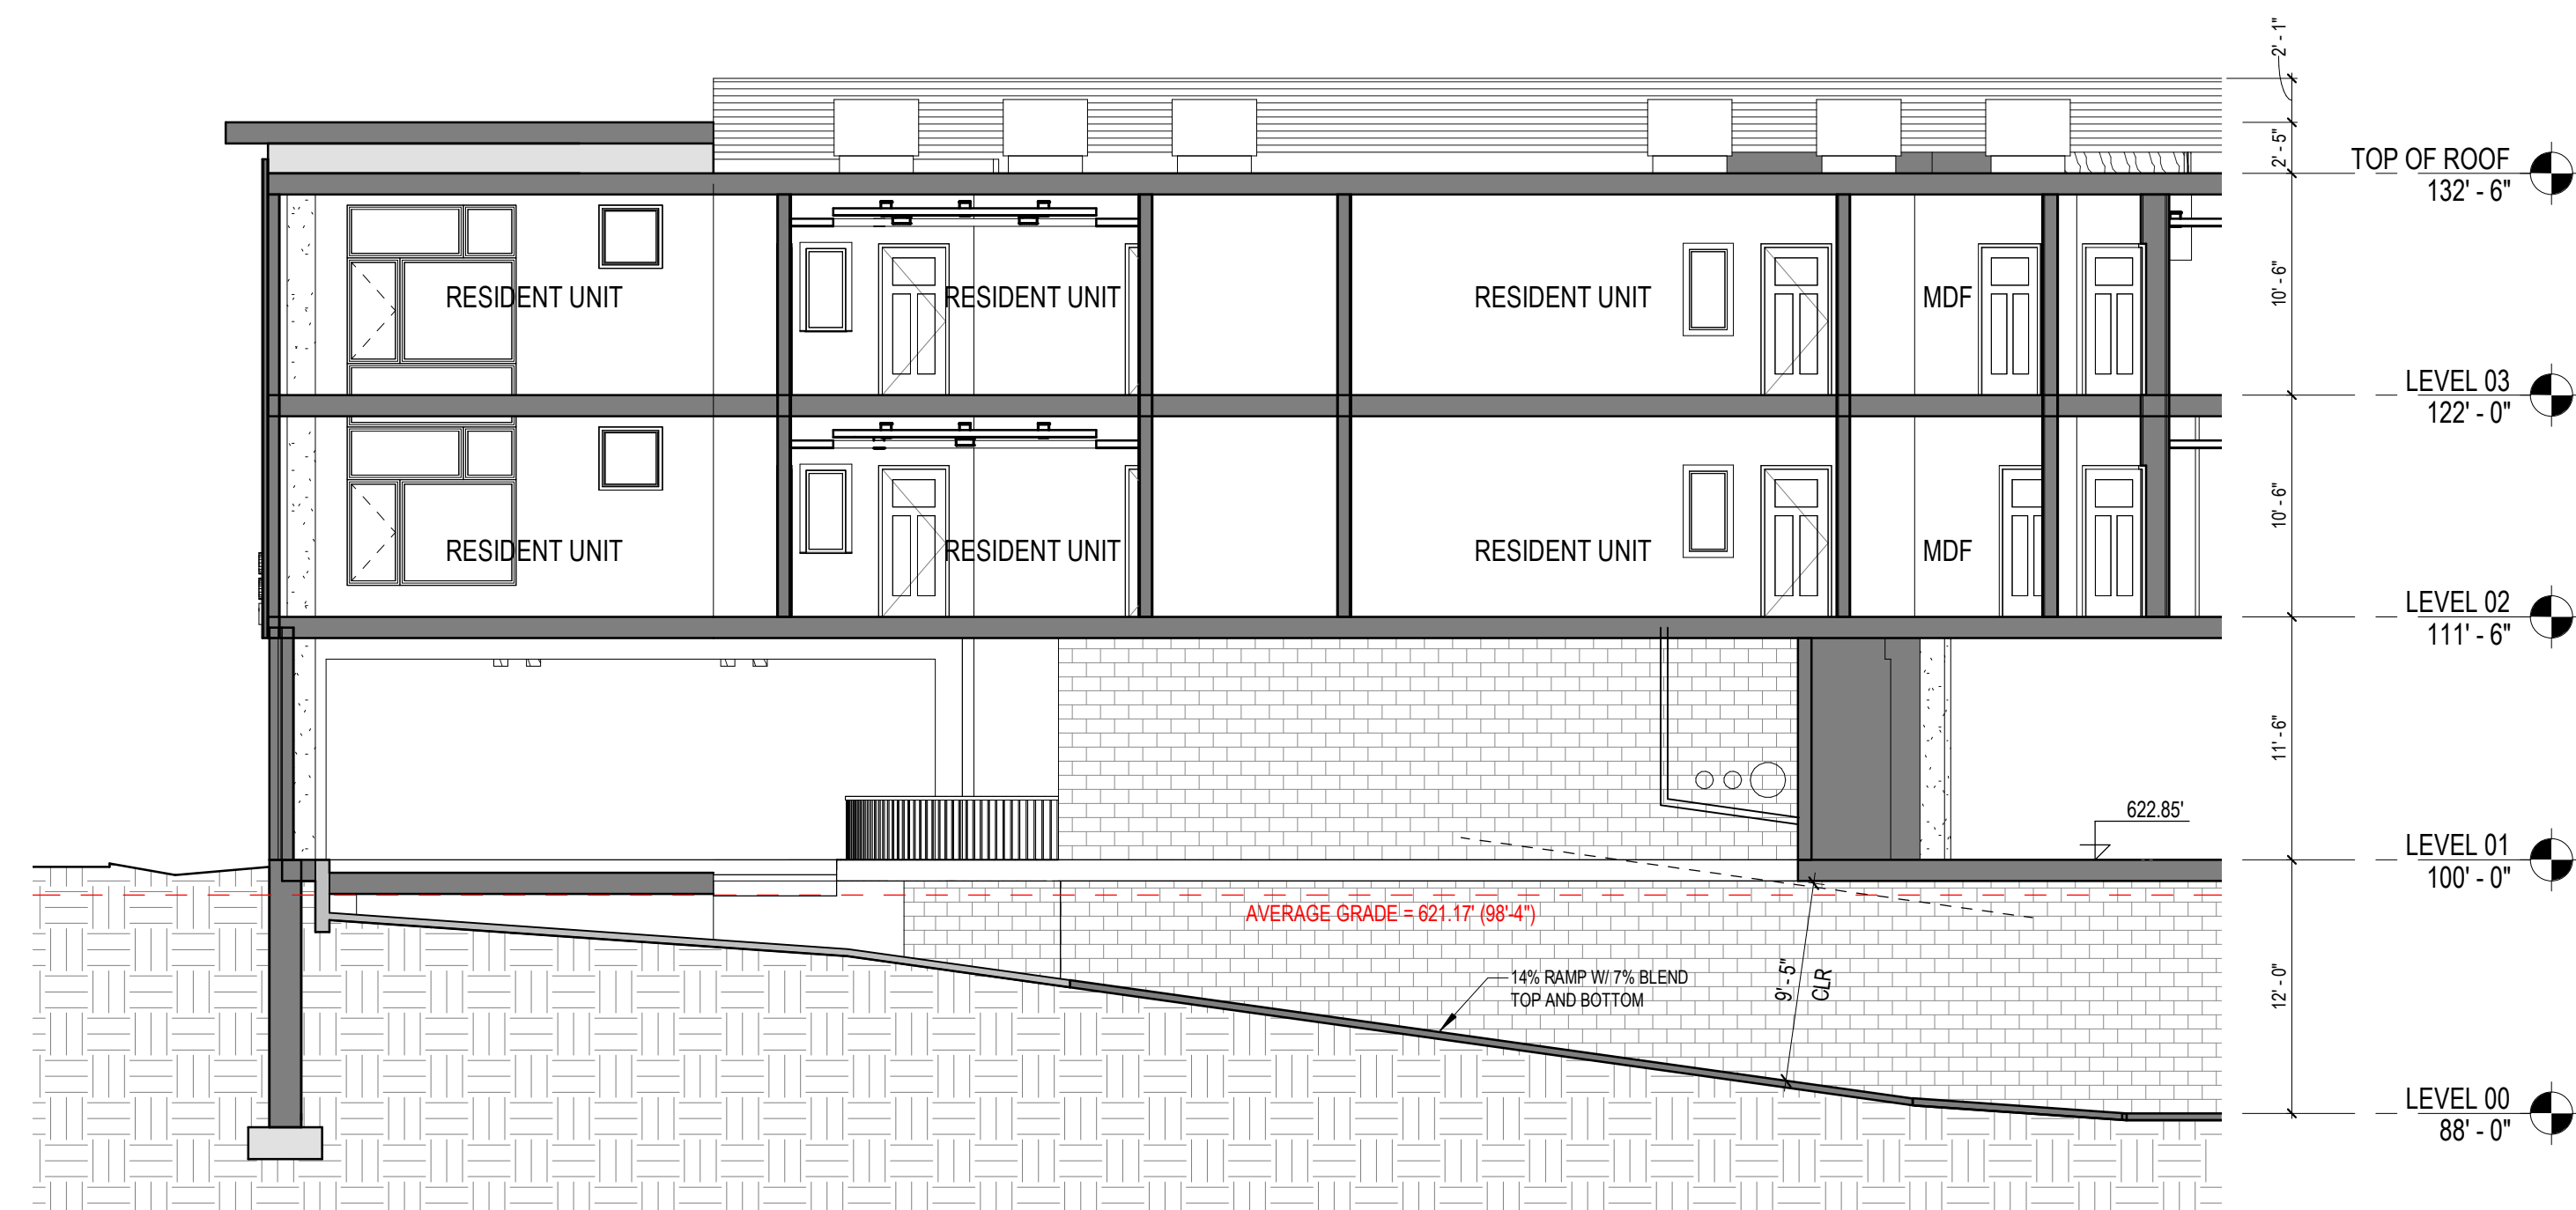 2' - 1"
2' - 5"
TOP OF ROOF
132' - 6"
RESIDENT UNIT
RESIDENT UNIT
RESIDENT UNIT
MDF
10' - 6"
LEVEL 03
122' - 0"
RESIDENT UNIT
RESIDENT UNIT
RESIDENT UNIT
MDF
10' - 6"
LEVEL 02
111' - 6"
11' - 6"
622.85'
LEVEL 01
100' - 0"
AVERAGE GRADE = 621.17' (98'-4")
14% RAMP W/ 7% BLEND
TOP AND BOTTOM
9' - 5"
CLR
12' - 0"
LEVEL 00
88' - 0"